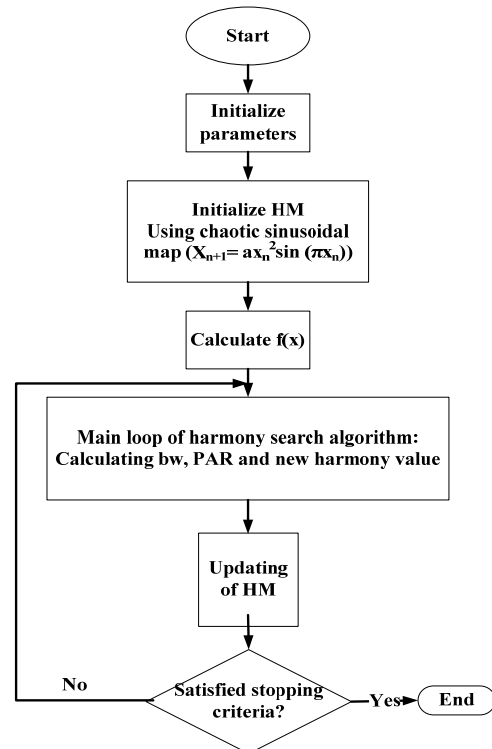 Start
Initialize
parameters
Initialize HM
Using chaotic sinusoidal
map (Xₙ₊₁= axₙ²sin (πxₙ))
Calculate f(x)
Main loop of harmony search algorithm:
Calculating bw, PAR and new harmony value
Updating
of HM
No
Satisfied stopping
criteria?
Yes
End